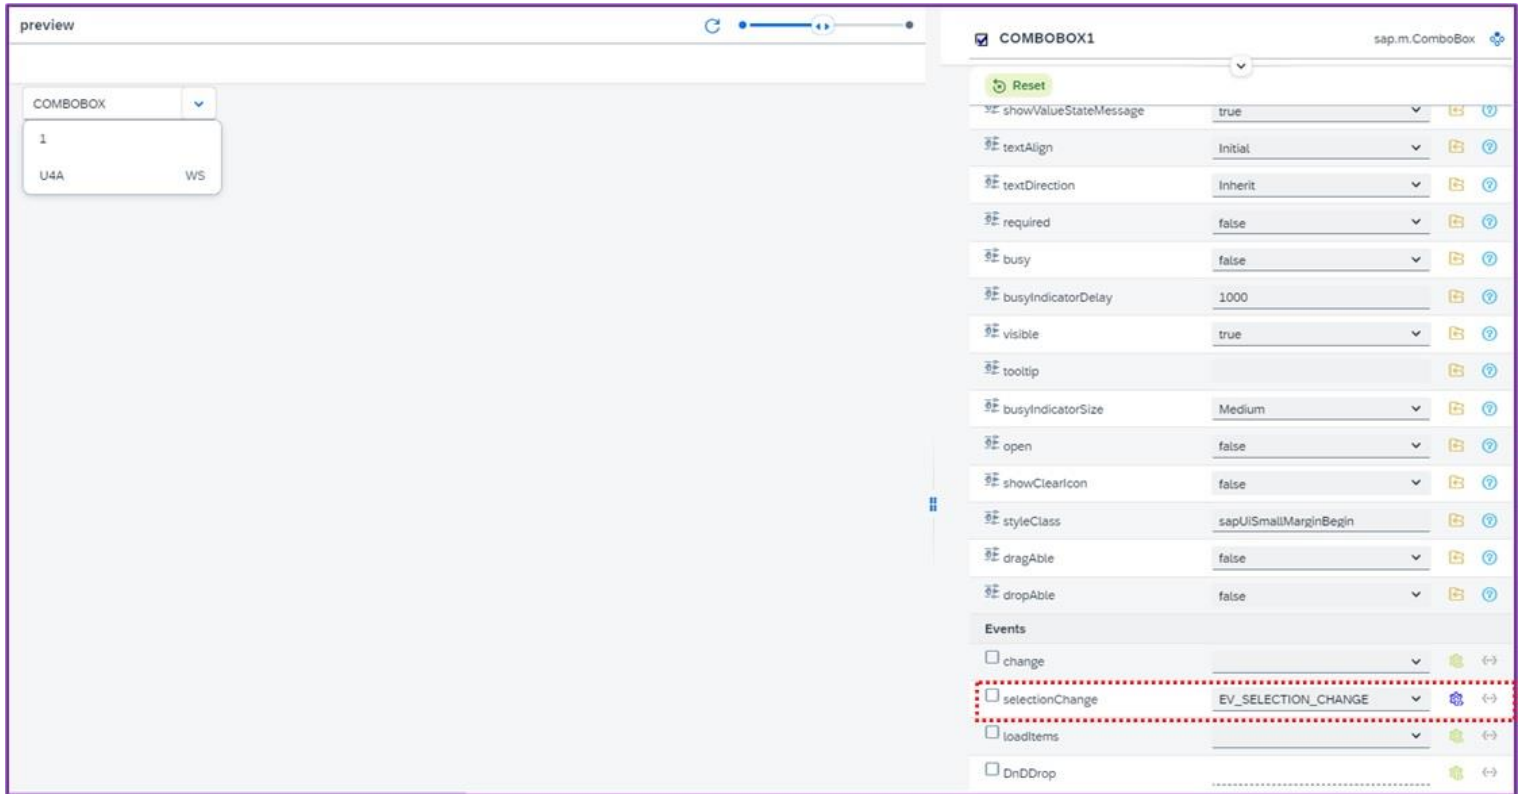 preview
COMBOBOX
1
U4A WS
COMBOBOX1 sap.m.ComboBox
Reset
showValueStateMessage true
textAlign Initial
textDirection Inherit
required false
busy false
busyIndicatorDelay 1000
visible true
tooltip
busyIndicatorSize Medium
open false
showClearIcon false
styleClass sapUiSmallMarginBegin
dragAble false
dropAble false
Events
change
selectionChange EV_SELECTION_CHANGE
loadItems
DnDDrop